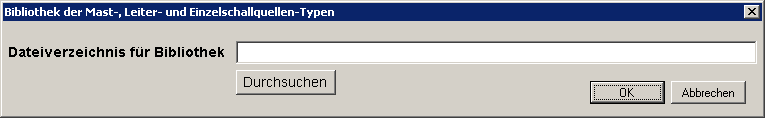 Bibliothek der Mast-, Leiter- und Einzelschallquellen-Typen
Dateiverzeichnis für Bibliothek
Durchsuchen
OK
Abbrechen